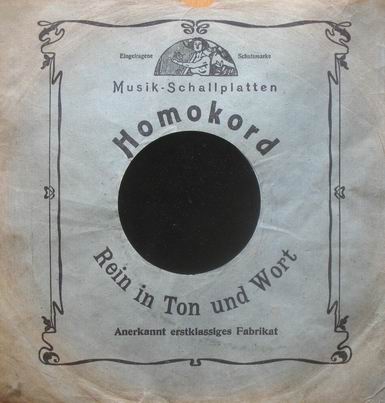 Eingetragene Schutzmarke
Musik-Schallplatten
Homokord
Rein in Ton und Wort
Anerkannt erstklassiges Fabrikat